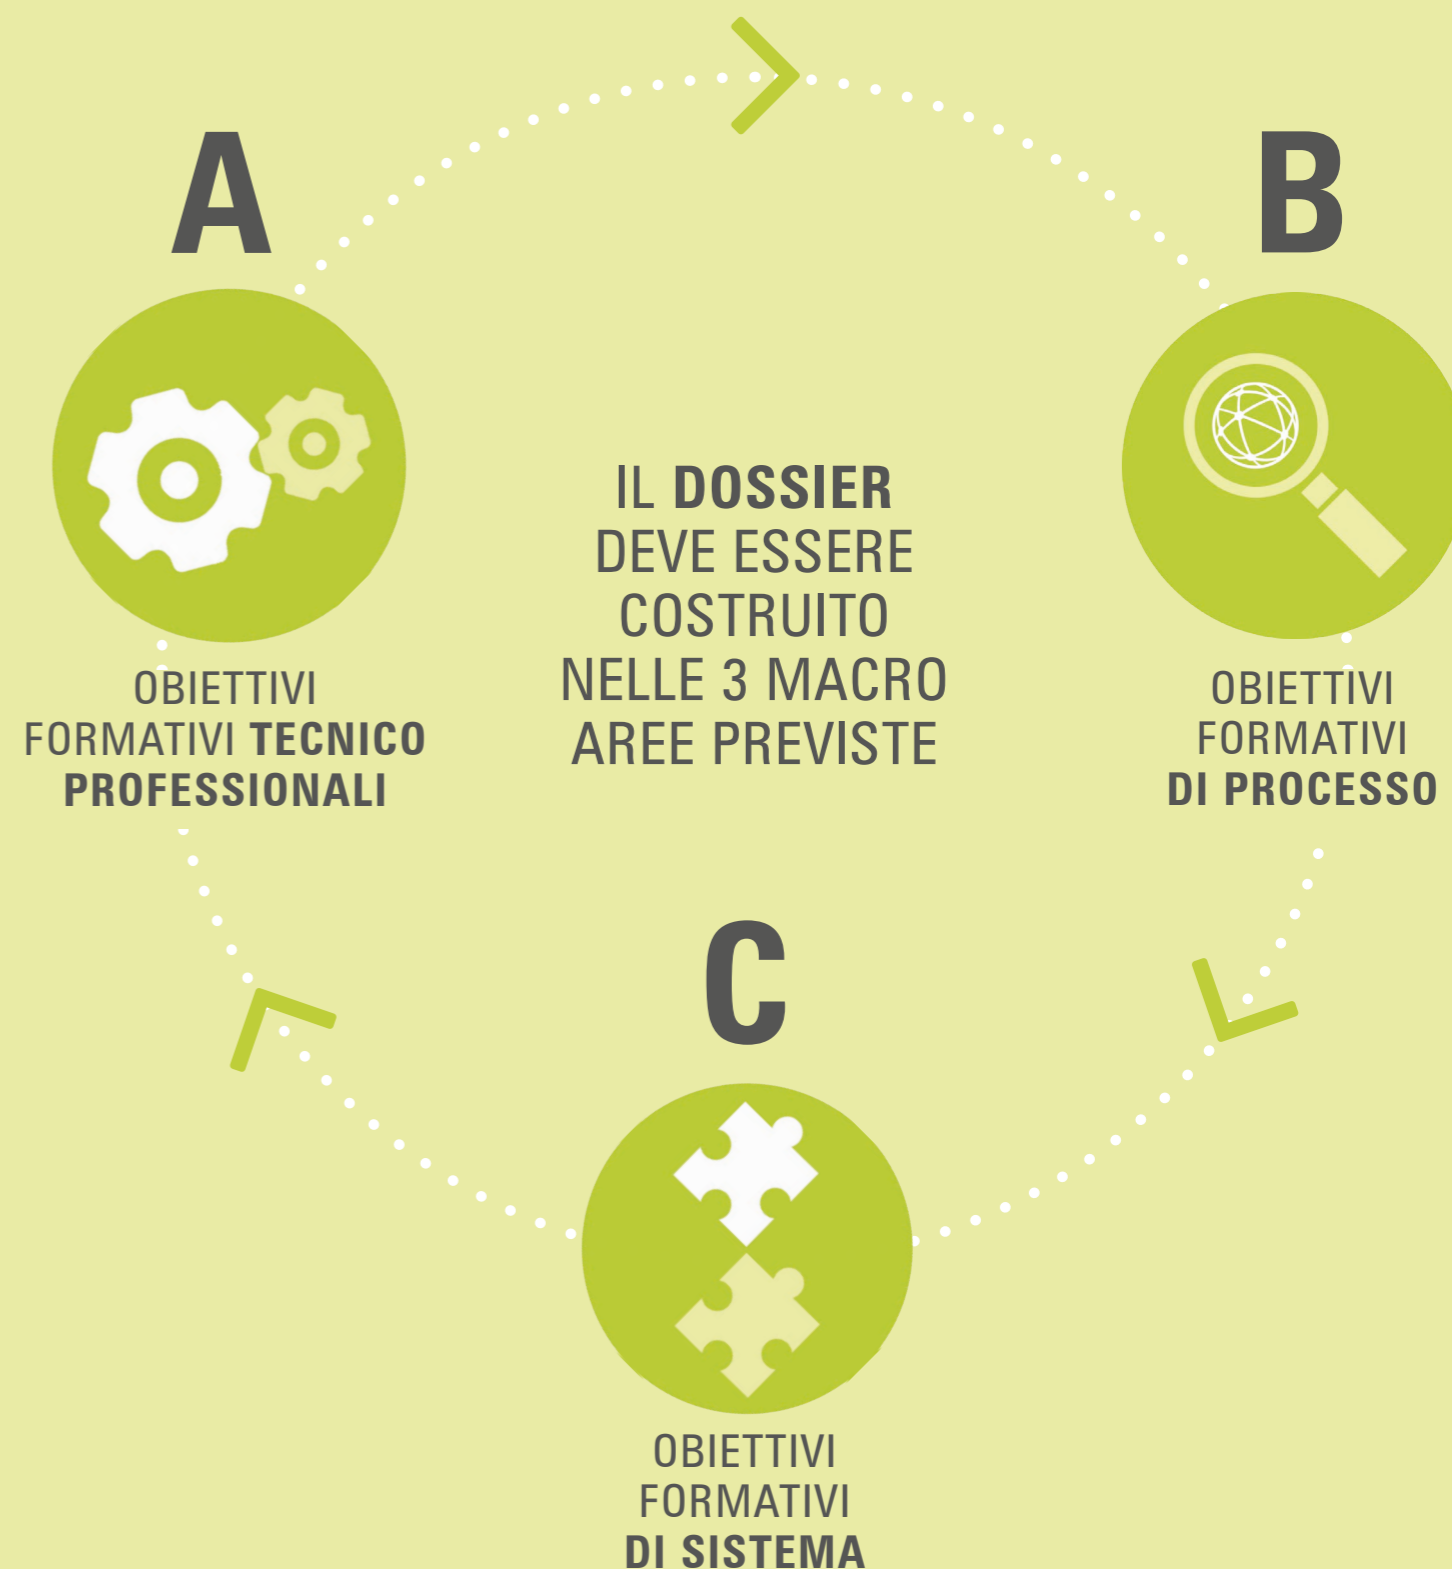 A
OBIETTIVI
FORMATIVI TECNICO
PROFESSIONALI
IL DOSSIER
DEVE ESSERE
COSTRUITO
NELLE 3 MACRO
AREE PREVISTE
B
OBIETTIVI
FORMATIVI
DI PROCESSO
C
OBIETTIVI
FORMATIVI
DI SISTEMA